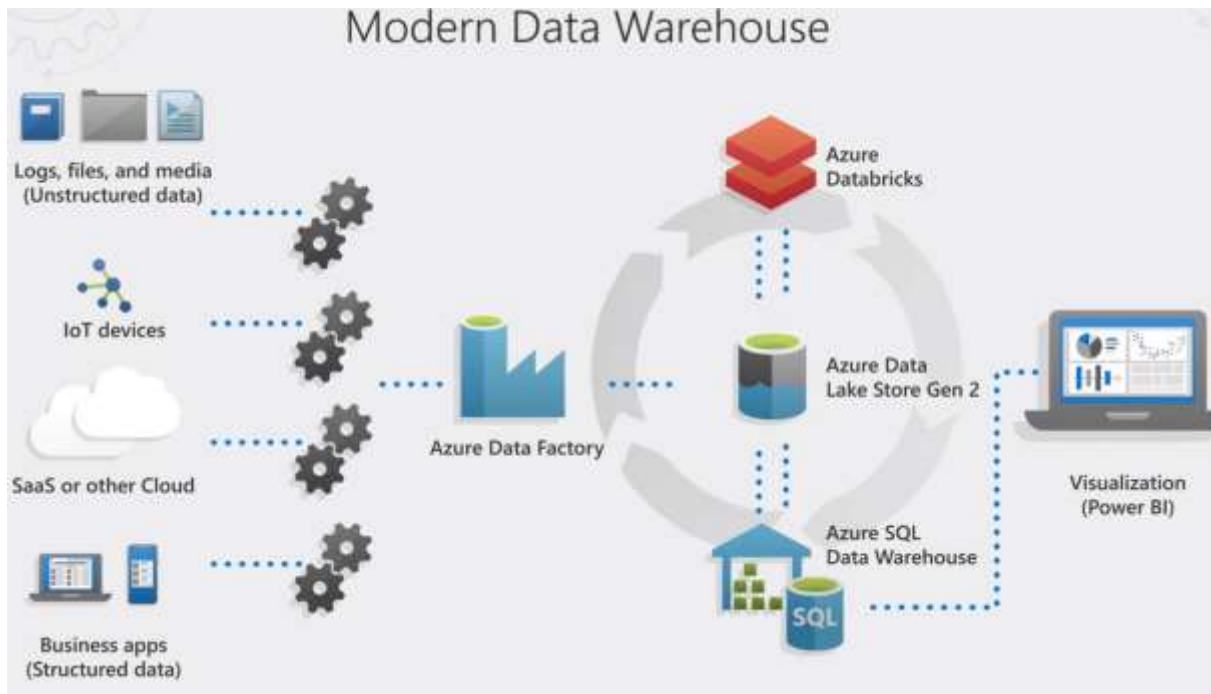 Modern Data Warehouse
Logs, files, and media
(Unstructured data)
IoT devices
SaaS or other Cloud
Business apps
(Structured data)
Azure Data Factory
Azure
Databricks
Azure Data
Lake Store Gen 2
Azure SQL
Data Warehouse
SQL
Visualization
(Power BI)